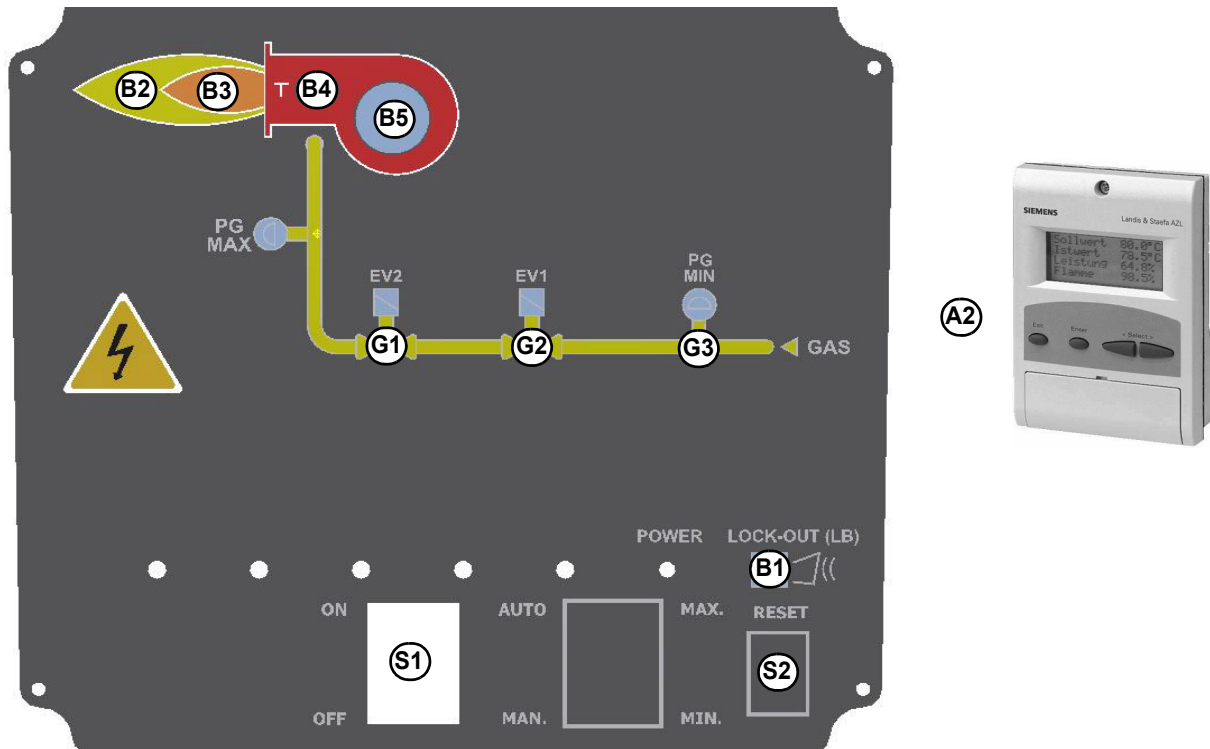 B2
B3
T
B4
B5
PG
MAX
EV2
EV1
PG
MIN
G1
G2
G3
GAS
A2
SIEMENS
Landis & Staefa AZL
Sollwert 80.0°C
Istwert 78.5°C
Leistung 64.8%
Flamme 98.5%
Esc
Enter
< Select >
POWER
LOCK-OUT (LB)
B1
ON
AUTO
MAX.
RESET
S1
S2
OFF
MAN.
MIN.